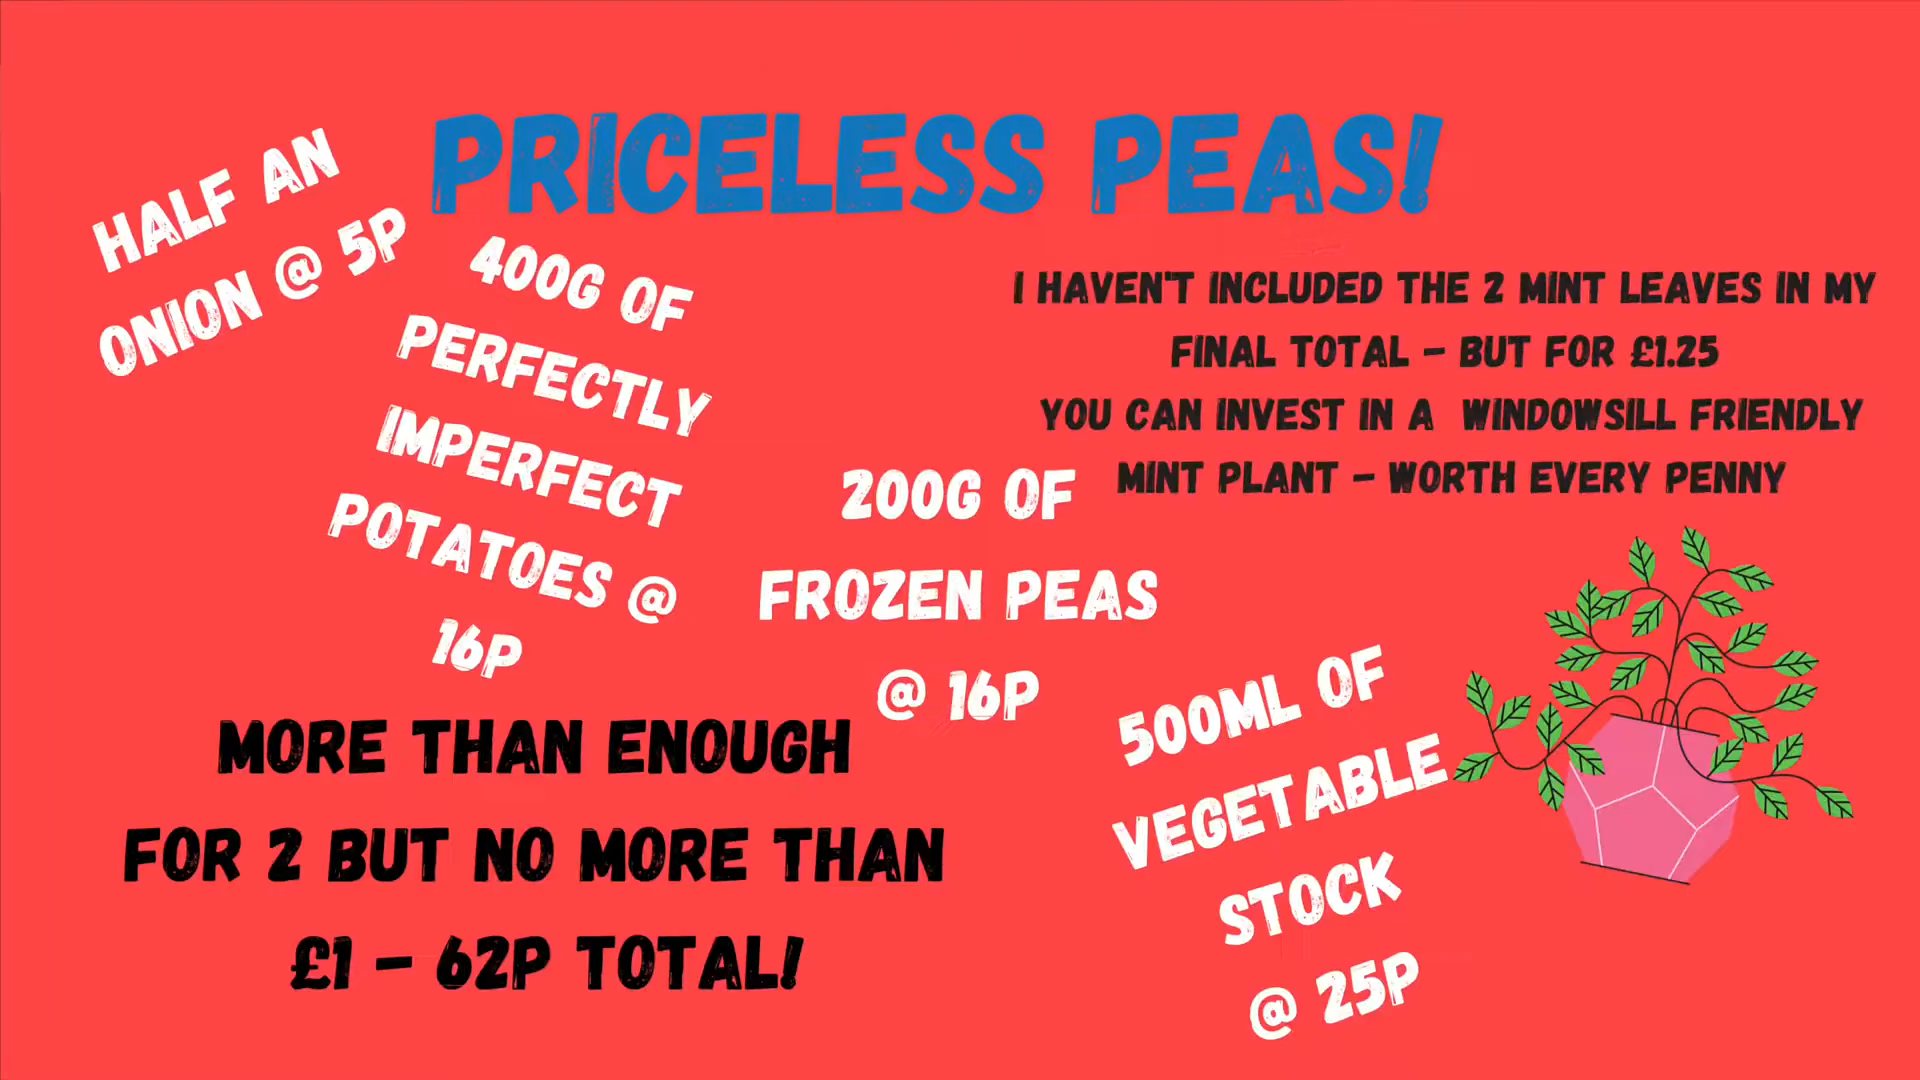 PRICELESS PEAS!
HALF AN
ONION @ 5P
400G OF
PERFECTLY
IMPERFECT
POTATOES @
16P
200G OF
FROZEN PEAS
@ 16P
500ML OF
VEGETABLE
STOCK
@ 25P
I HAVEN'T INCLUDED THE 2 MINT LEAVES IN MY
FINAL TOTAL – BUT FOR £1.25
YOU CAN INVEST IN A WINDOWSILL FRIENDLY
MINT PLANT – WORTH EVERY PENNY
MORE THAN ENOUGH
FOR 2 BUT NO MORE THAN
£1 – 62P TOTAL!